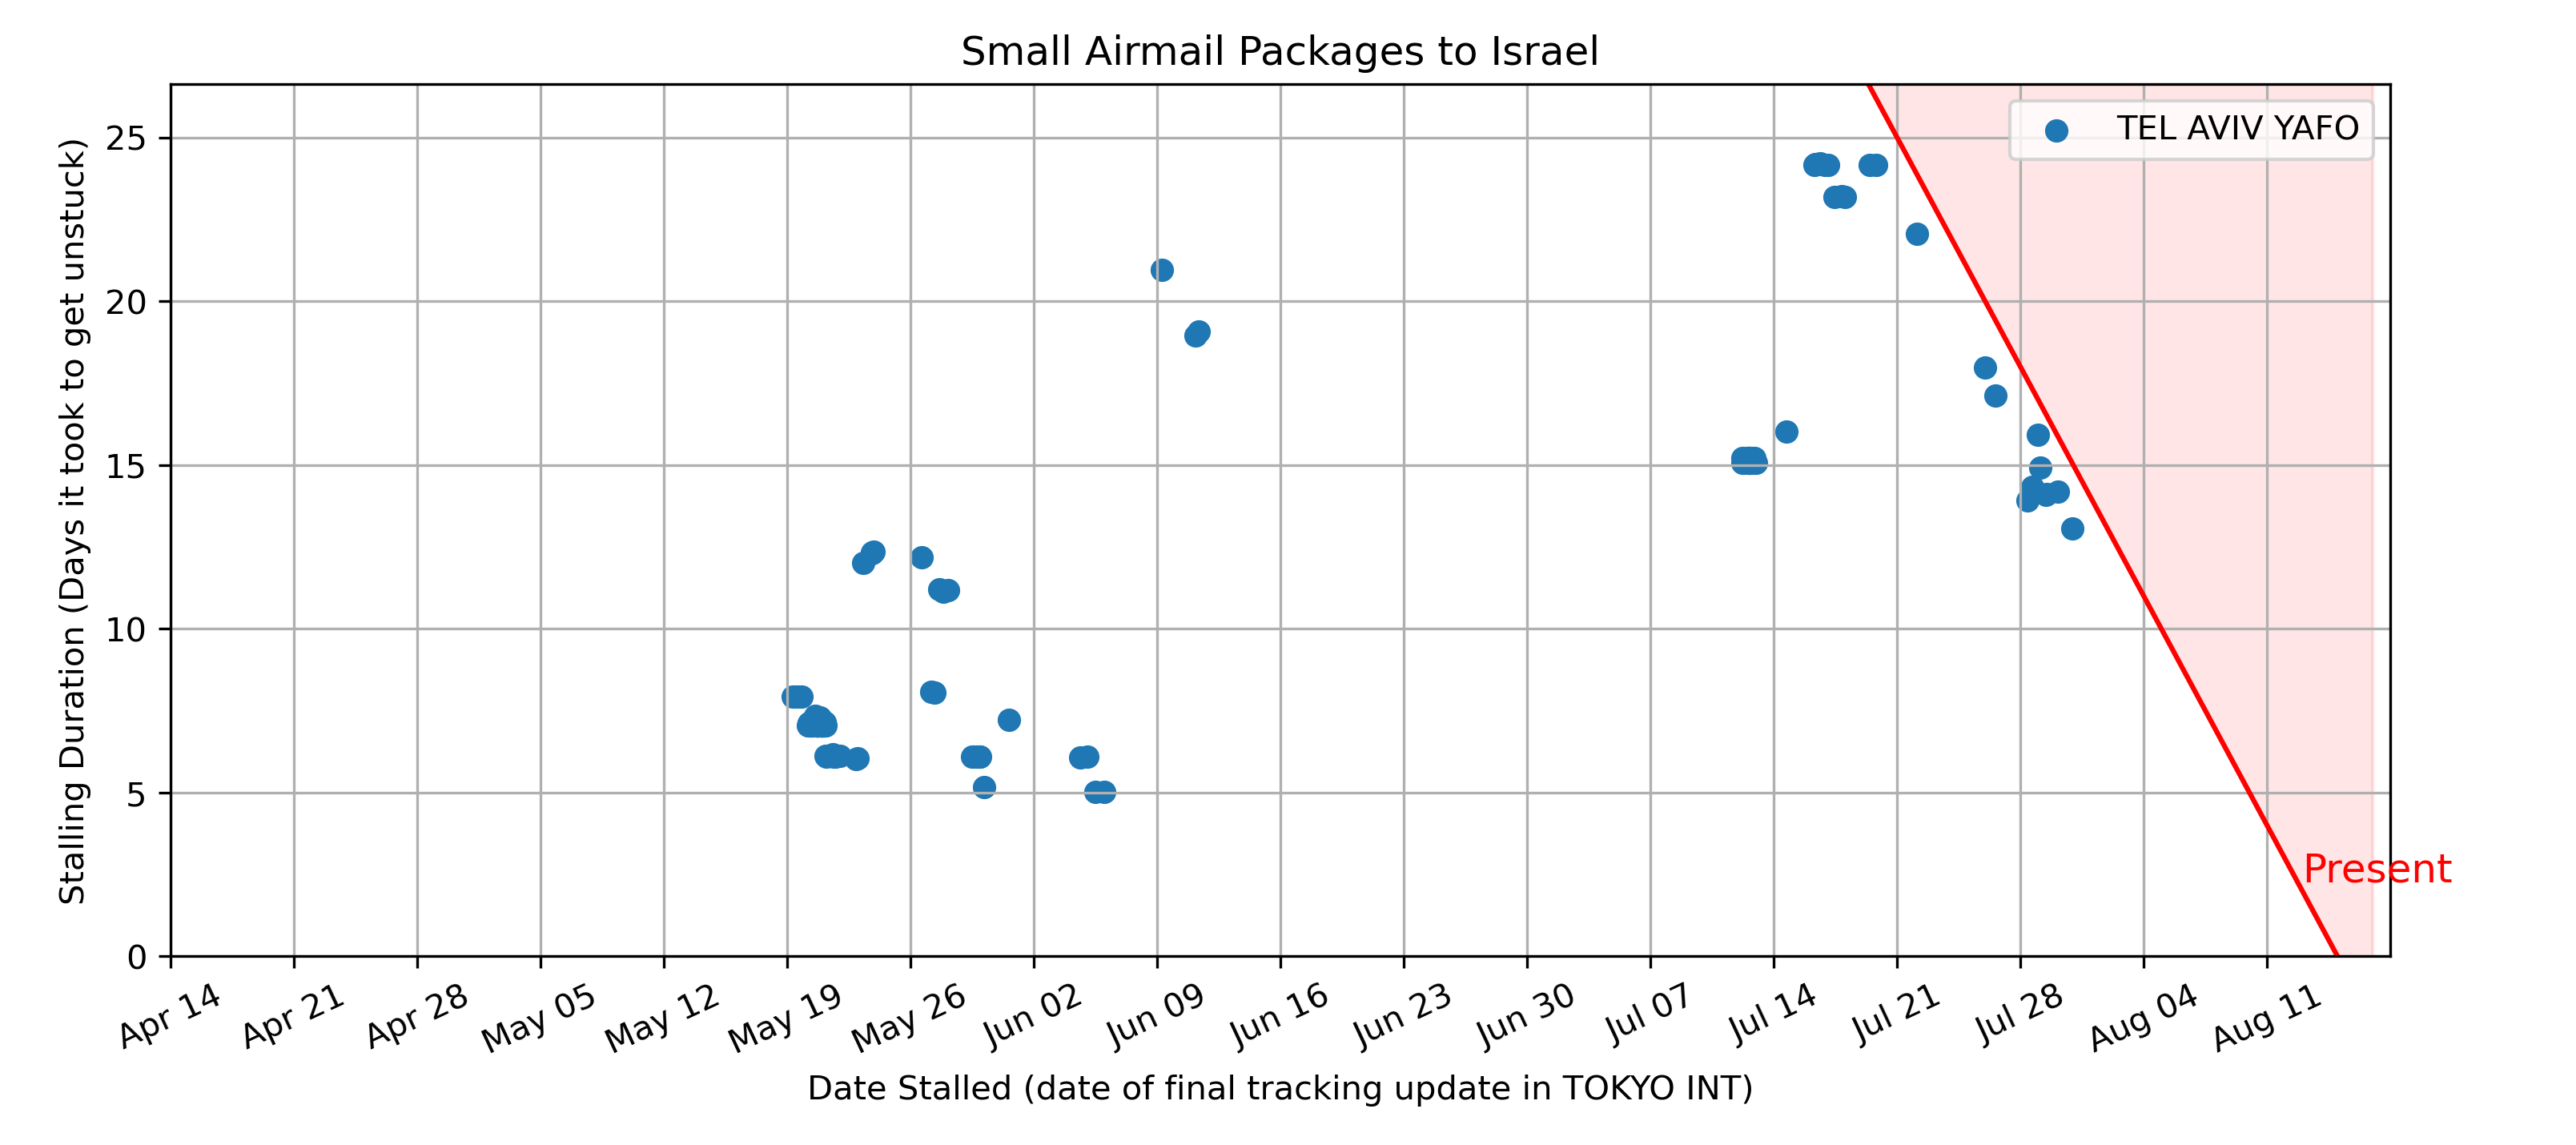 Small Airmail Packages to Israel
TEL AVIV YAFO
Stalling Duration (Days it took to get unstuck)
25
20
15
10
5
0
Present
Apr 14
Apr 21
Apr 28
May 05
May 12
May 19
May 26
Jun 02
Jun 09
Jun 16
Jun 23
Jun 30
Jul 07
Jul 14
Jul 21
Jul 28
Aug 04
Aug 11
Date Stalled (date of final tracking update in TOKYO INT)